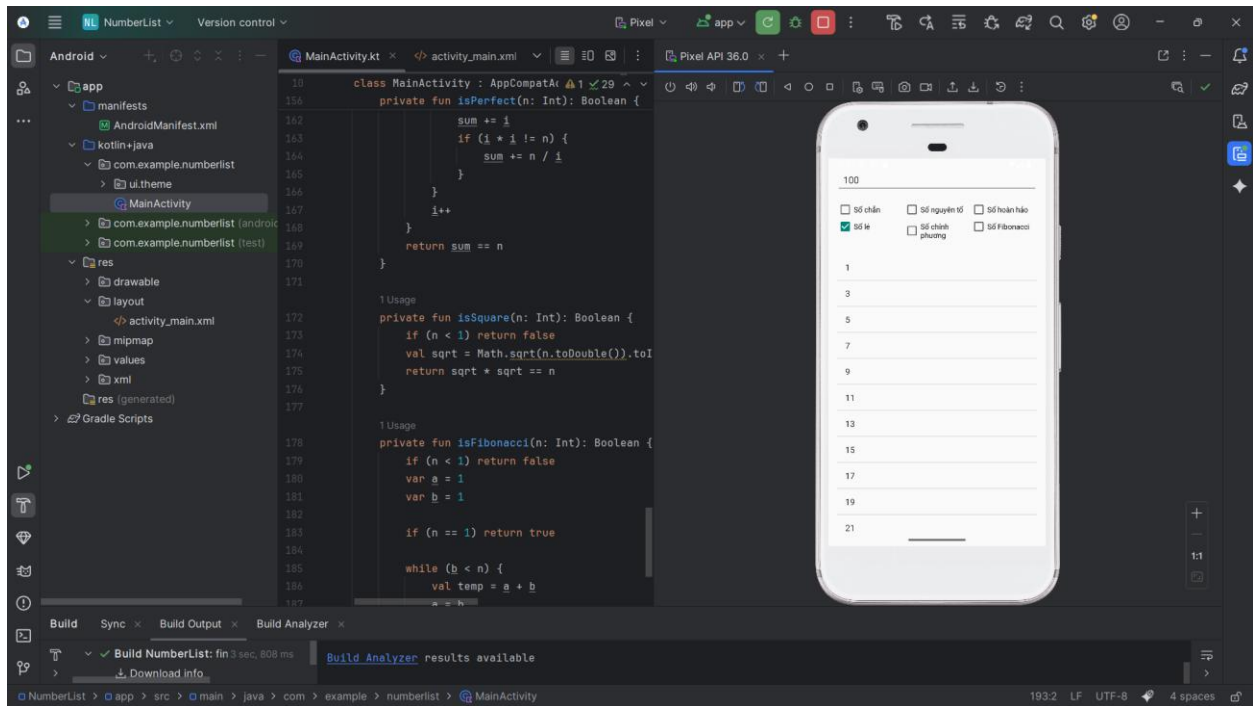 NL NumberList Version control Pixel app
Android
MainActivity.kt activity_main.xml
Pixel API 36.0
app
manifests
AndroidManifest.xml
kotlin+java
com.example.numberlist
ui.theme
MainActivity
com.example.numberlist (androic
com.example.numberlist (test)
res
drawable
layout
activity_main.xml
mipmap
values
xml
res (generated)
Gradle Scripts
1 29
10 class MainActivity : AppCompatAc
156 private fun isPerfect(n: Int): Boolean {
162 sum += i
163 if (i * i != n) {
164 sum += n / i
165 }
166 }
167 i++
168 }
169 return sum == n
170 }
171
1 Usage
172 private fun isSquare(n: Int): Boolean {
173 if (n < 1) return false
174 val sqrt = Math.sqrt(n.toDouble()).toI
175 return sqrt * sqrt == n
176 }
177
1 Usage
178 private fun isFibonacci(n: Int): Boolean {
179 if (n < 1) return false
180 var a = 1
181 var b = 1
182
183 if (n == 1) return true
184
185 while (b < n) {
186 val temp = a + b
187 a = b
100
Số chẵn Số nguyên tố Số hoàn hảo
Số lẻ Số chính phương Số Fibonacci
1
3
5
7
9
11
13
15
17
19
21
1:1
Build Sync Build Output Build Analyzer
Build NumberList: fin 3 sec, 808 ms
Download info
Build Analyzer results available
NumberList > app > src > main > java > com > example > numberlist > MainActivity
193:2 LF UTF-8 4 spaces